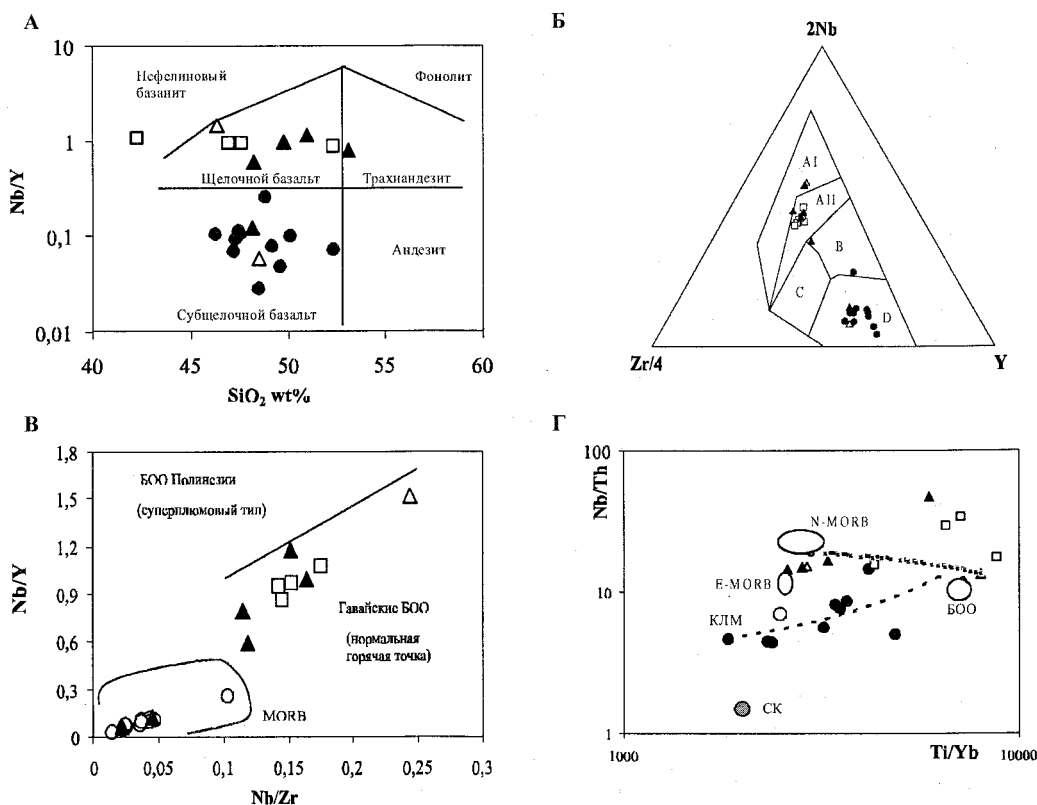 А
10
1
0,1
0,01
Nb/Y
Нефелиновый
базанит
Фонолит
Щелочной базальт
Трахиандезит
Андезит
Субщелочной базальт
40
45
50
55
60
SiO₂ wt%
Б
2Nb
AI
AII
B
C
D
Zr/4
Y
В
1,8
1,5
1,2
0,9
0,6
0,3
0
Nb/Y
БОО Полинезии
(суперплюмовый тип)
Гавайские БОО
(нормальная
горячая точка)
MORB
0
0,05
0,1
0,15
0,2
0,25
0,3
Nb/Zr
Г
100
10
1
Nb/Th
N-MORB
E-MORB
КЛМ
БОО
СК
1000
Ti/Yb
10000